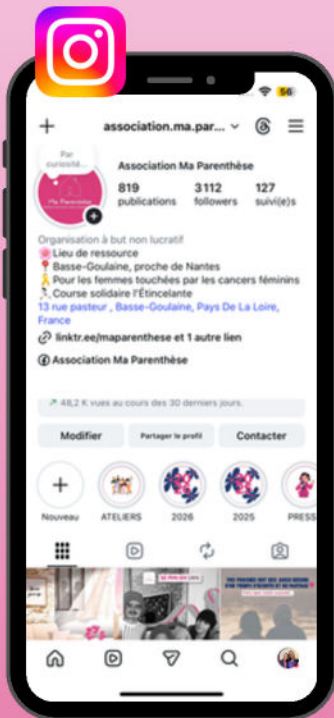 56
association.ma.par...
Par
curiosité...
Ma Parenthèse
Association Ma Parenthèse
819 3112 127
publications followers suivi(e)s
Organisation à but non lucratif
Lieu de ressource
Basse-Goulaine, proche de Nantes
Pour les femmes touchées par les cancers féminins
Course solidaire l'Étincelante
13 rue pasteur , Basse-Goulaine, Pays De La Loire,
France
linktr.ee/maparenthese et 1 autre lien
Association Ma Parenthèse
48,2 K vues au cours des 30 derniers jours.
Modifier Partager le profil Contacter
Nouveau ATELIERS 2026 2025 PRESS